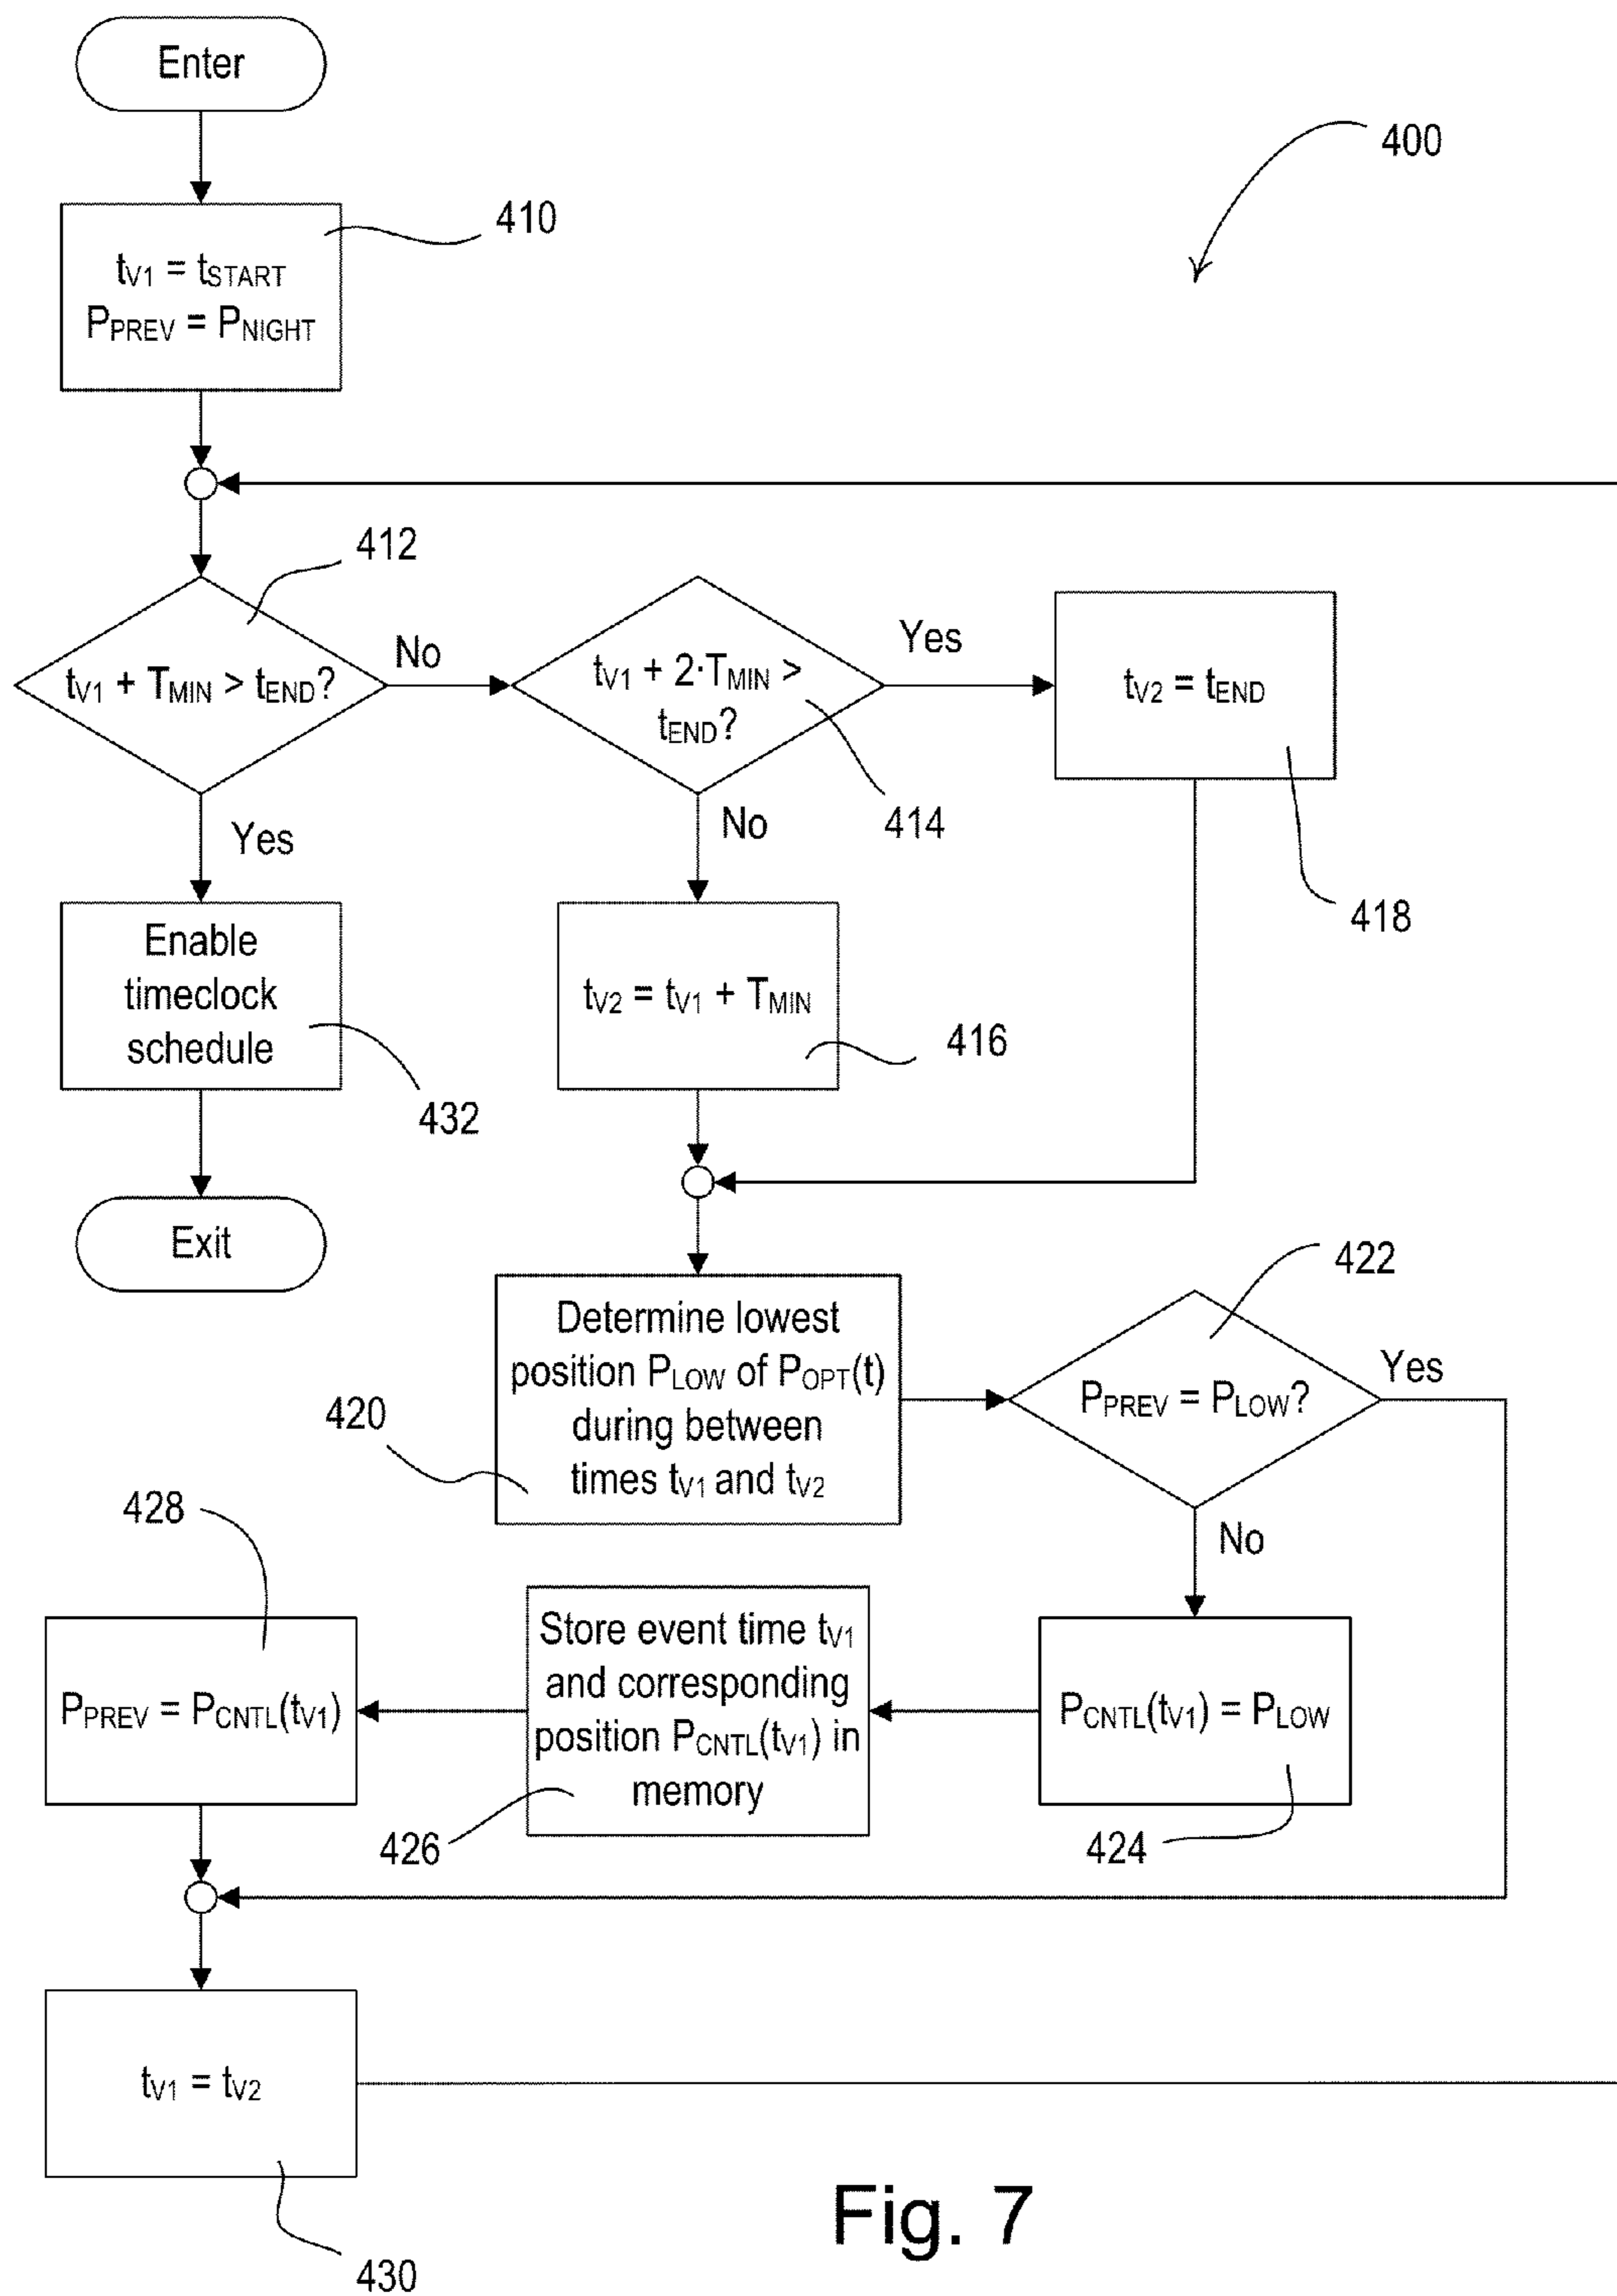 Enter
400
410
tV1 = tSTART
PPREV = PNIGHT
412
tV1 + TMIN > tEND?
No
tV1 + 2·TMIN >
tEND?
414
Yes
tV2 = tEND
418
Yes
No
Enable
timeclock
schedule
432
tV2 = tV1 + TMIN
416
Exit
Determine lowest
position PLOW of POPT(t)
during between
times tV1 and tV2
420
422
PPREV = PLOW?
Yes
No
428
PPREV = PCNTL(tV1)
Store event time tV1
and corresponding
position PCNTL(tV1) in
memory
426
PCNTL(tV1) = PLOW
424
tV1 = tV2
430
Fig. 7